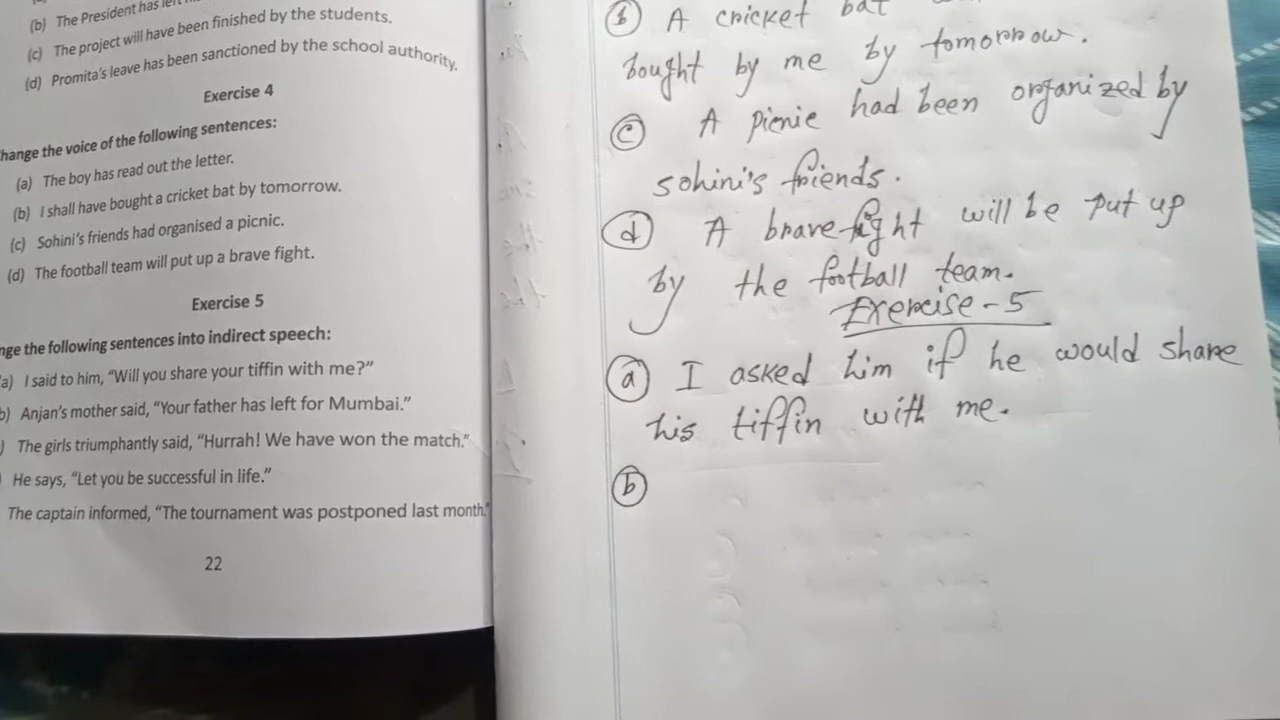 (b) The President has left
(c) The project will have been finished by the students.
(d) Promita's leave has been sanctioned by the school authority.
Exercise 4
hange the voice of the following sentences:
(a) The boy has read out the letter.
(b) I shall have bought a cricket bat by tomorrow.
(c) Sohini's friends had organised a picnic.
(d) The football team will put up a brave fight.
Exercise 5
nge the following sentences into indirect speech:
a) I said to him, "Will you share your tiffin with me?"
b) Anjan's mother said, "Your father has left for Mumbai."
) The girls triumphantly said, "Hurrah! We have won the match."
He says, "Let you be successful in life."
The captain informed, "The tournament was postponed last month."
22
(b) A cricket bat
bought by me by tomorrow.
(c) A picnic had been organized by
sohini's friends.
(d) A brave fight will be put up
by the football team.
Exercise-5
(a) I asked him if he would share
his tiffin with me.
(b)